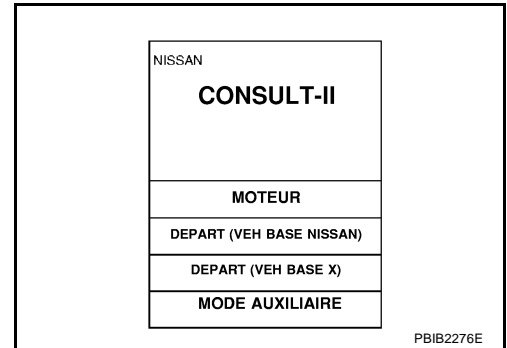 NISSAN
CONSULT-II
MOTEUR
DEPART (VEH BASE NISSAN)
DEPART (VEH BASE X)
MODE AUXILIAIRE
PBIB2276E